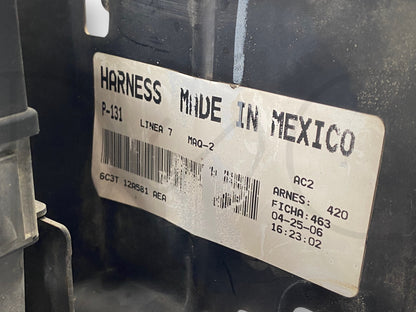 HARNESS MADE IN MEXICO
P-131
LINEA 7 MAQ-2
6C3T 12A581 AEA
AC2
ARNES: 420
FICHA:463
04-25-06
16:23:02